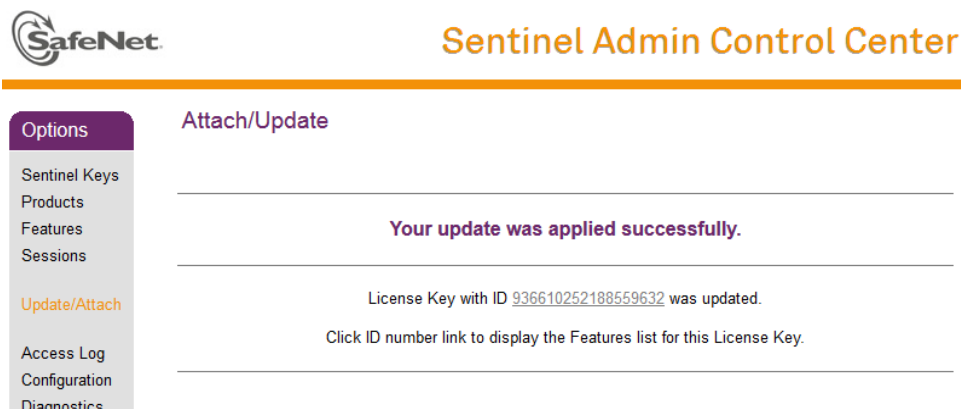 SafeNet.
Sentinel Admin Control Center
Options
Sentinel Keys
Products
Features
Sessions
Update/Attach
Access Log
Configuration
Diagnostics
Attach/Update
Your update was applied successfully.
License Key with ID 936610252188559632 was updated.
Click ID number link to display the Features list for this License Key.